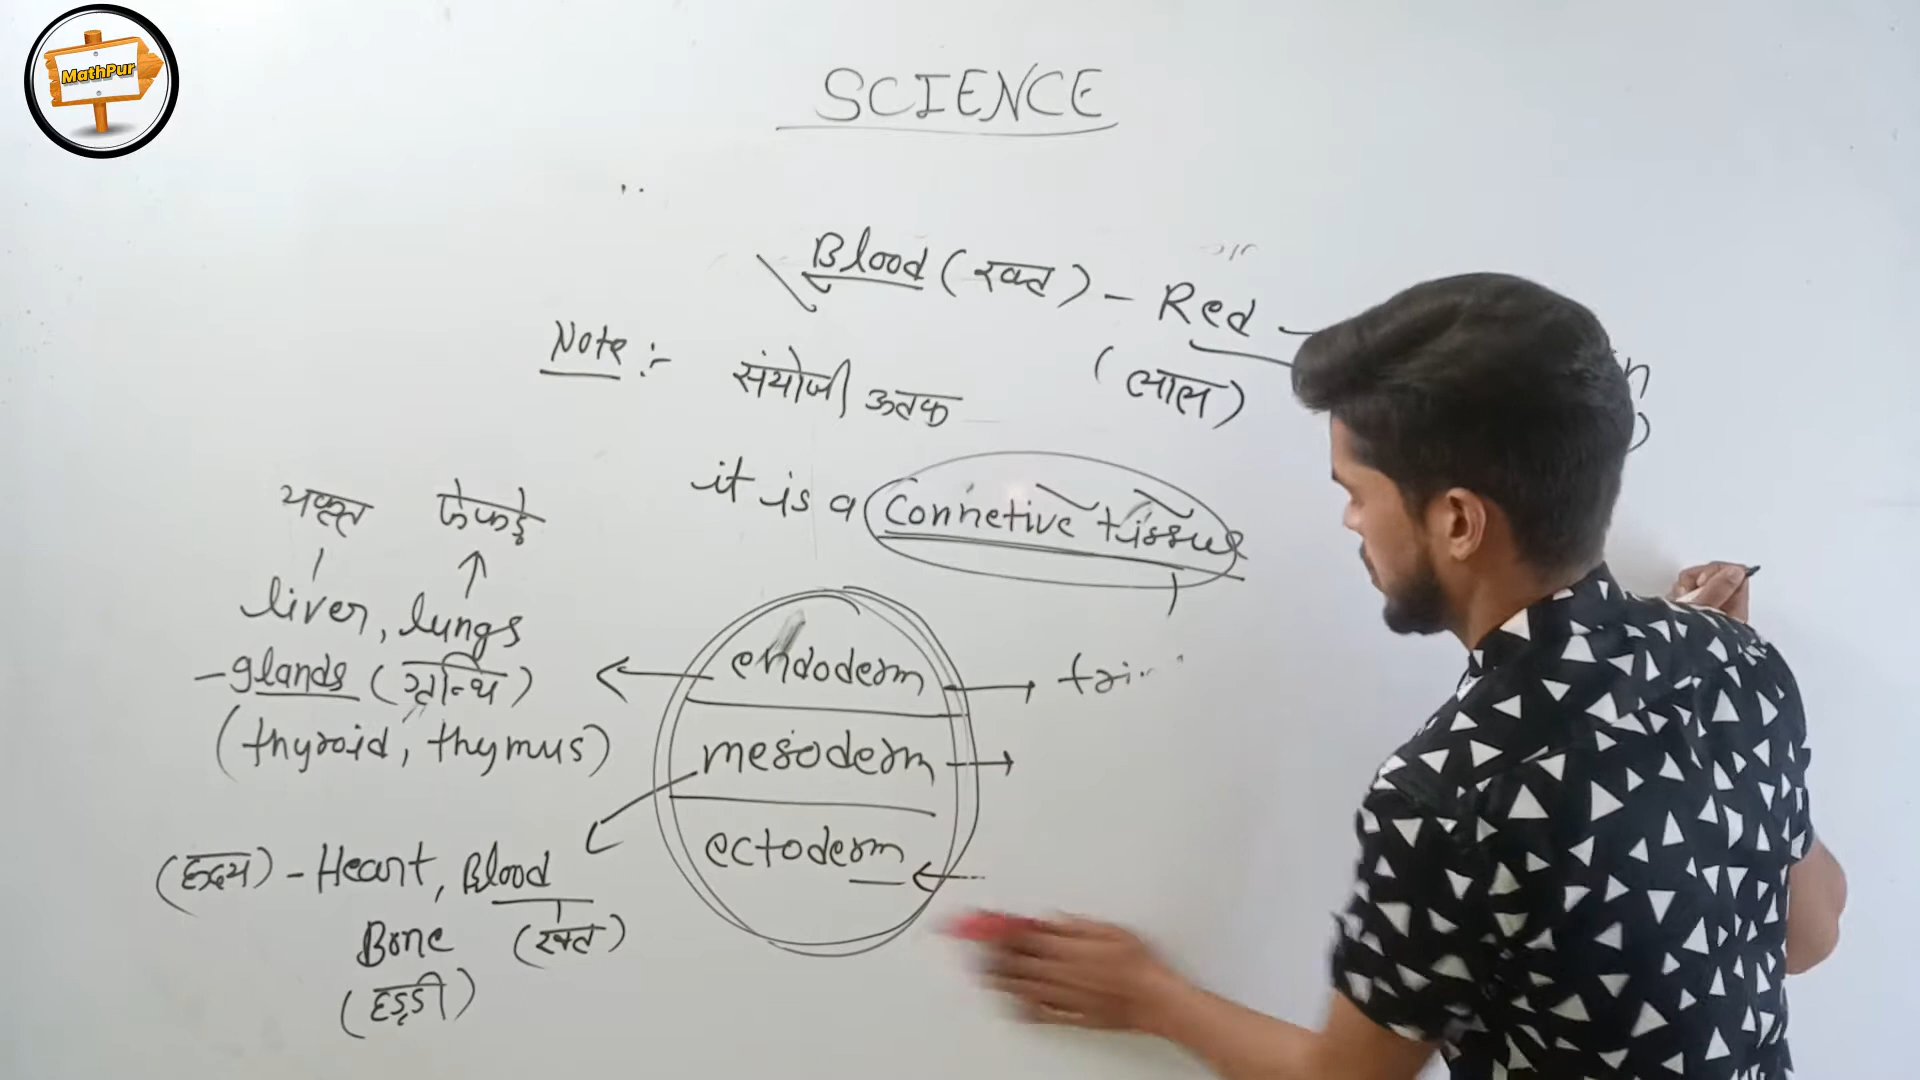 MathPur
SCIENCE
Blood (रक्त) - Red -
(लाल)
Note :- संयोजी ऊतक
it is a Connetive tissue
यकृत फेफड़े
liver, lungs
- glands (ग्रन्थि)
(thyroid, thymus)
endoderm
mesoderm
ectoderm
(हृदय) - Heart, Blood
Bone (रक्त)
(हड्डी)